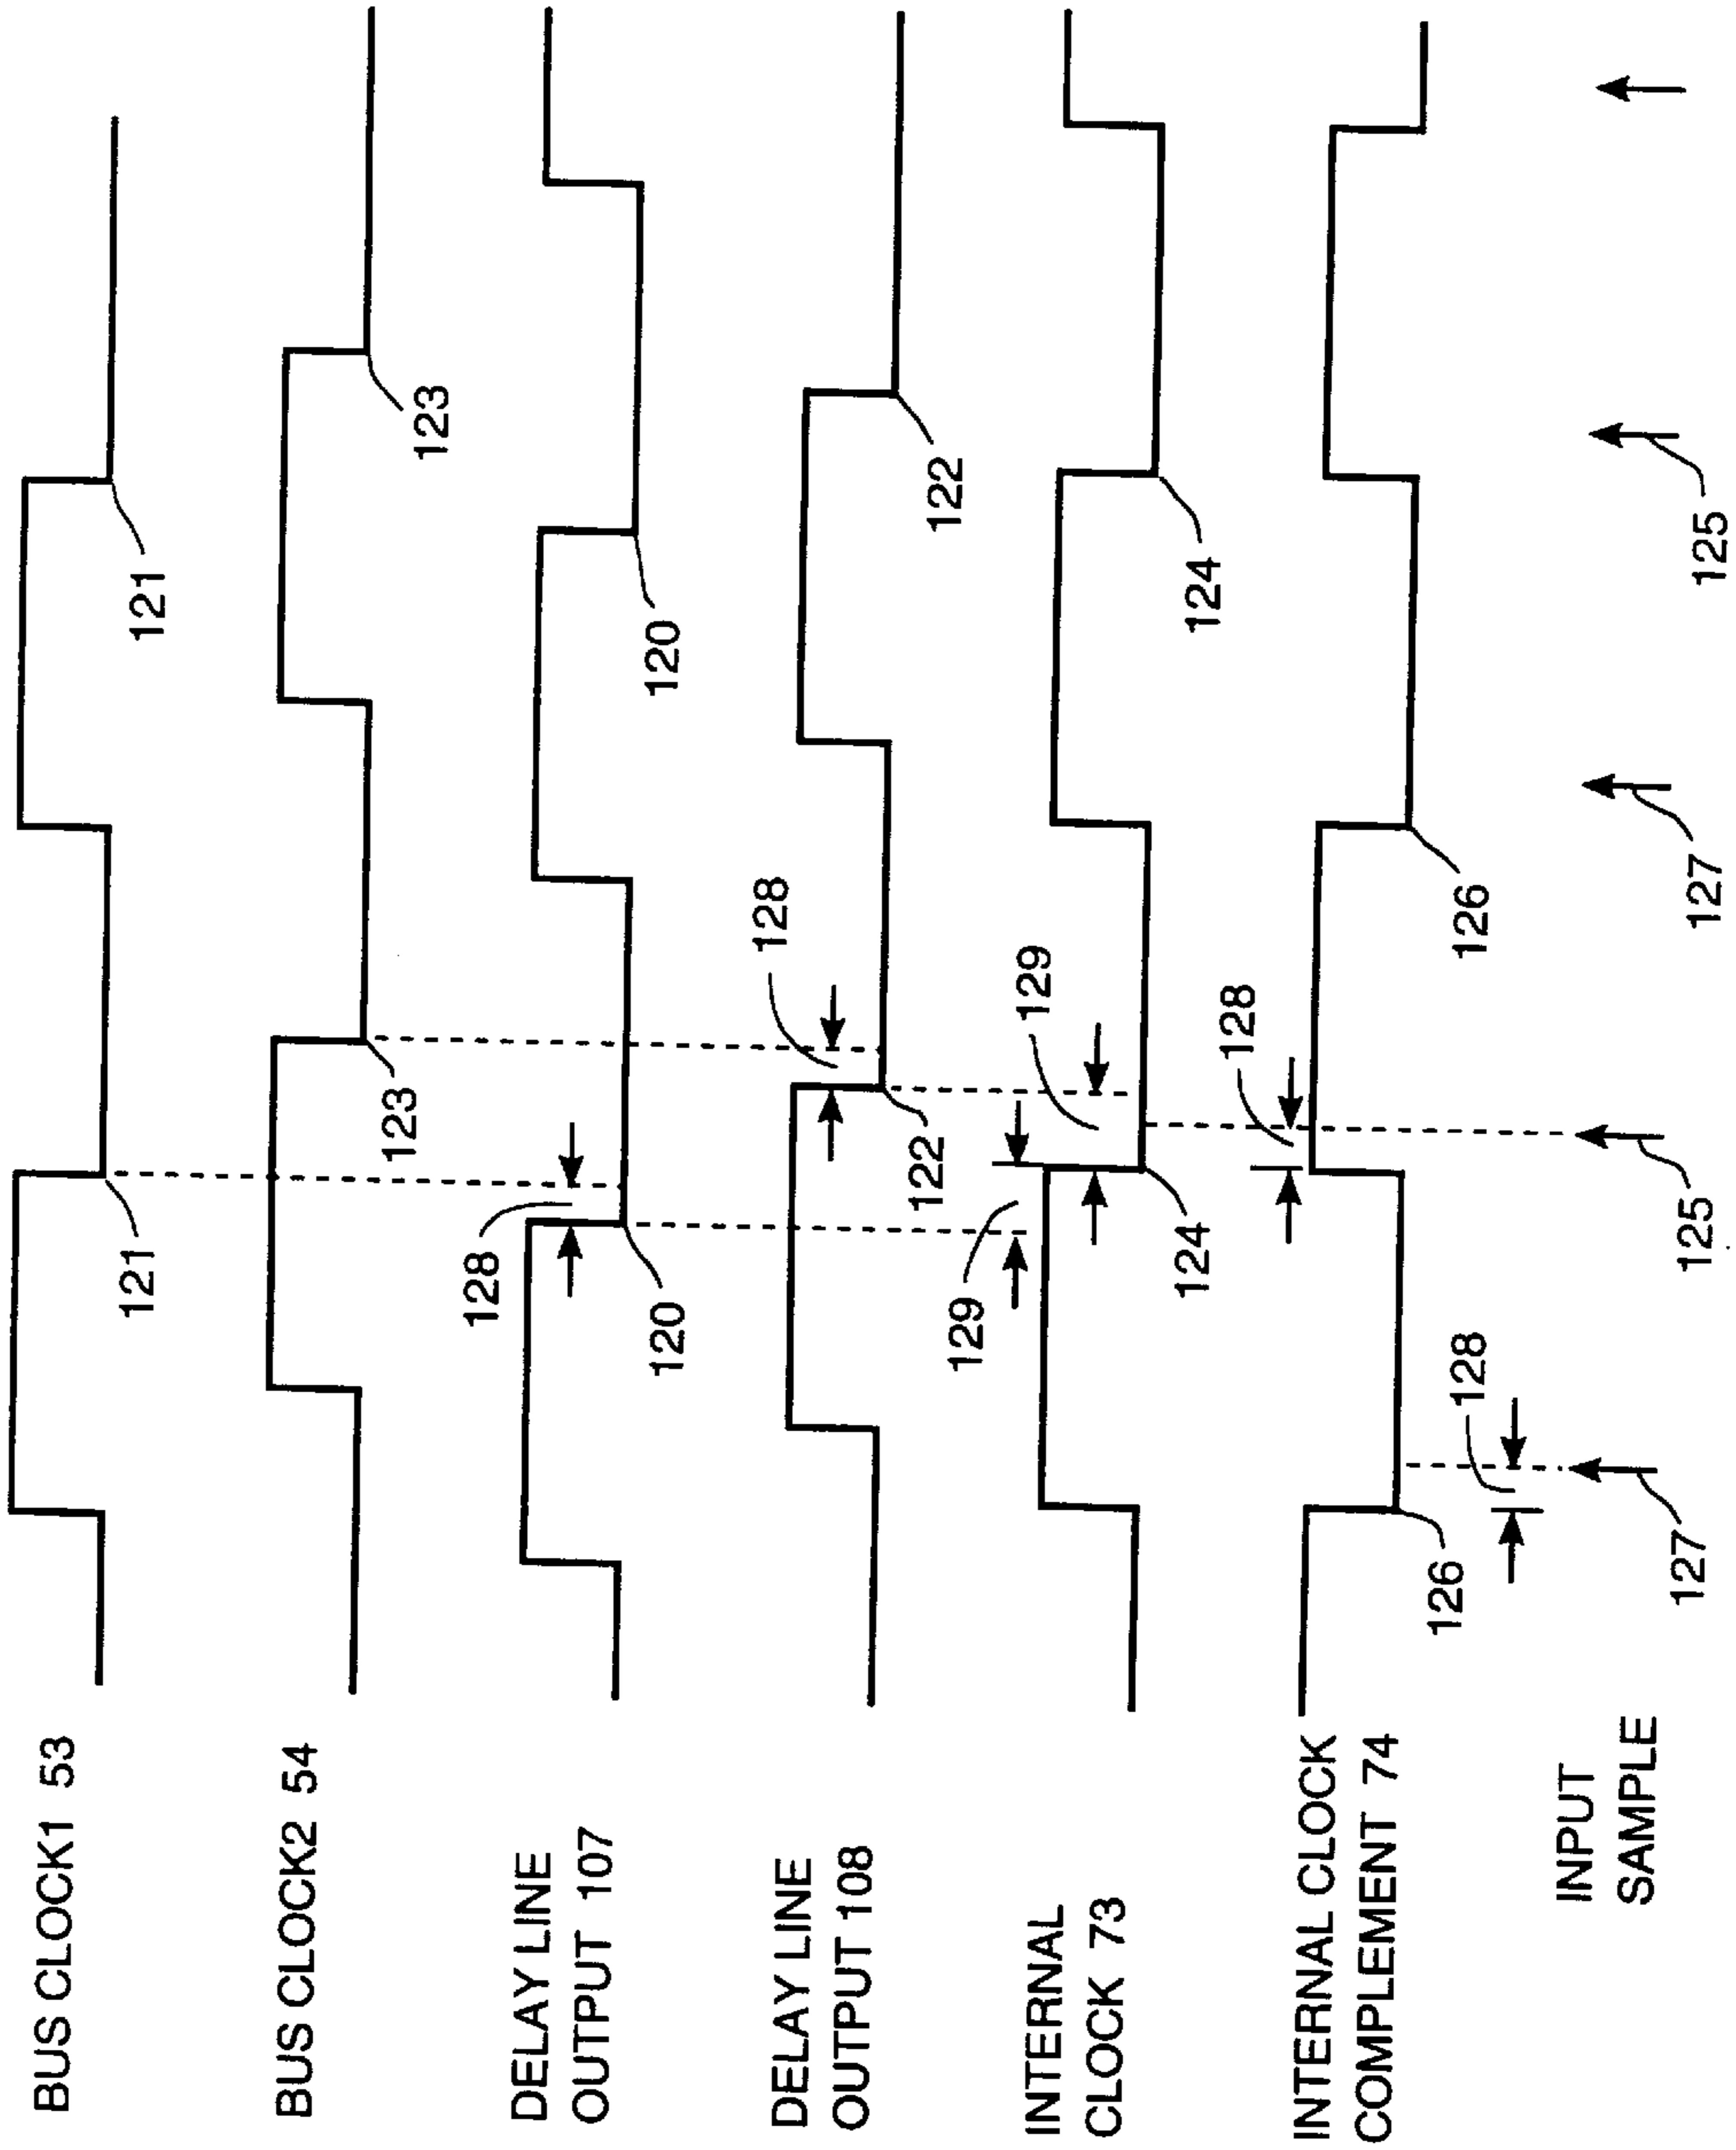 BUS CLOCK1 53
121
121
BUS CLOCK2 54
123
123
DELAY LINE
OUTPUT 107
128
120
120
DELAY LINE
OUTPUT 108
128
122
122
INTERNAL
CLOCK 73
129
129
124
124
INTERNAL CLOCK
COMPLEMENT 74
128
126
126
INPUT
SAMPLE
128
127
125
127
125